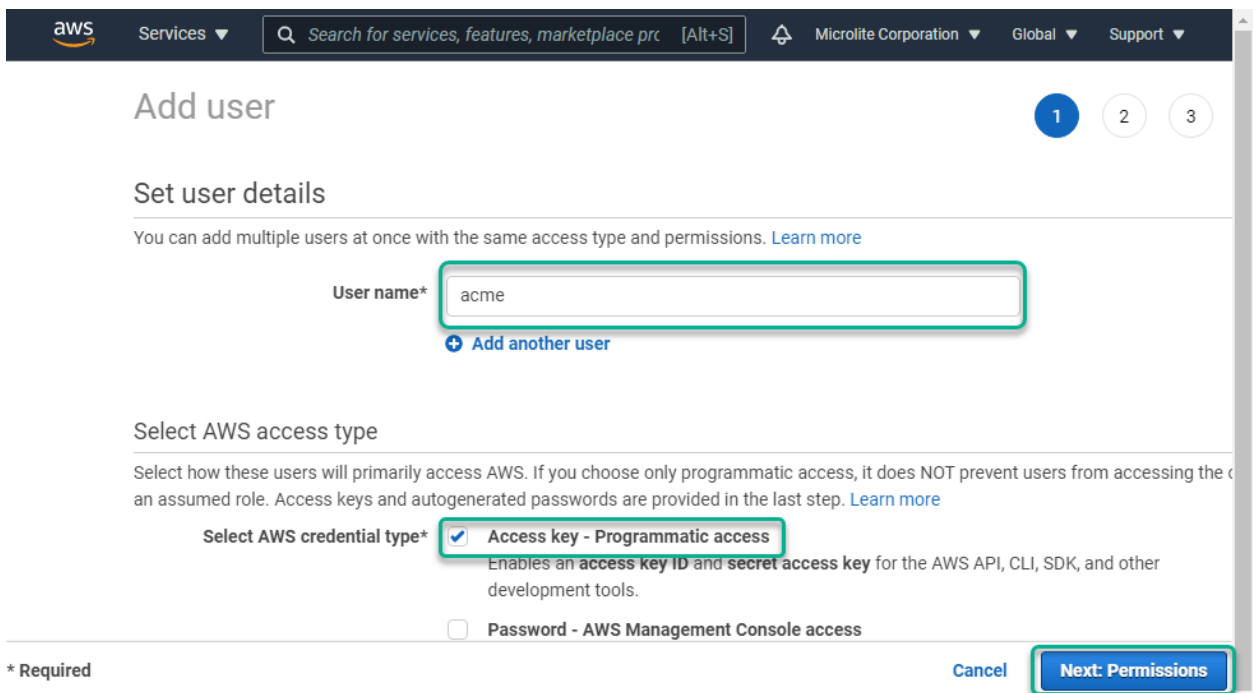 aws Services ▼ Search for services, features, marketplace prc [Alt+S] Microlite Corporation ▼ Global ▼ Support ▼
Add user
1 2 3
Set user details
You can add multiple users at once with the same access type and permissions. Learn more
User name* acme
Add another user
Select AWS access type
Select how these users will primarily access AWS. If you choose only programmatic access, it does NOT prevent users from accessing the c
an assumed role. Access keys and autogenerated passwords are provided in the last step. Learn more
Select AWS credential type* Access key - Programmatic access
Enables an access key ID and secret access key for the AWS API, CLI, SDK, and other
development tools.
Password - AWS Management Console access
* Required Cancel Next: Permissions